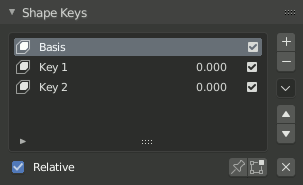 Shape Keys
Basis
Key 1 0.000
Key 2 0.000
Relative